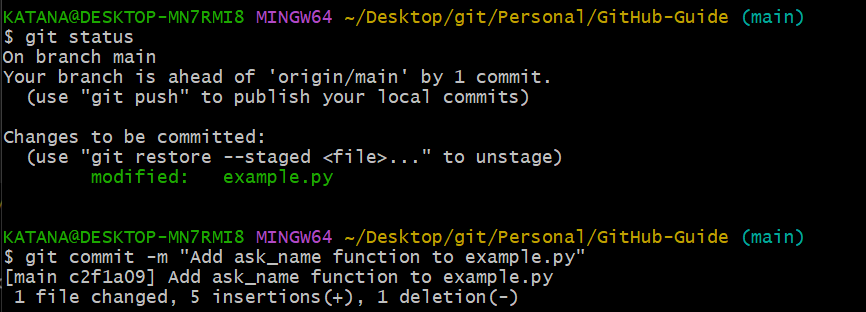 KATANA@DESKTOP-MN7RMI8 MINGW64 ~/Desktop/git/Personal/GitHub-Guide (main)
$ git status
On branch main
Your branch is ahead of 'origin/main' by 1 commit.
  (use "git push" to publish your local commits)

Changes to be committed:
  (use "git restore --staged <file>..." to unstage)
        modified:   example.py

KATANA@DESKTOP-MN7RMI8 MINGW64 ~/Desktop/git/Personal/GitHub-Guide (main)
$ git commit -m "Add ask_name function to example.py"
[main c2f1a09] Add ask_name function to example.py
 1 file changed, 5 insertions(+), 1 deletion(-)